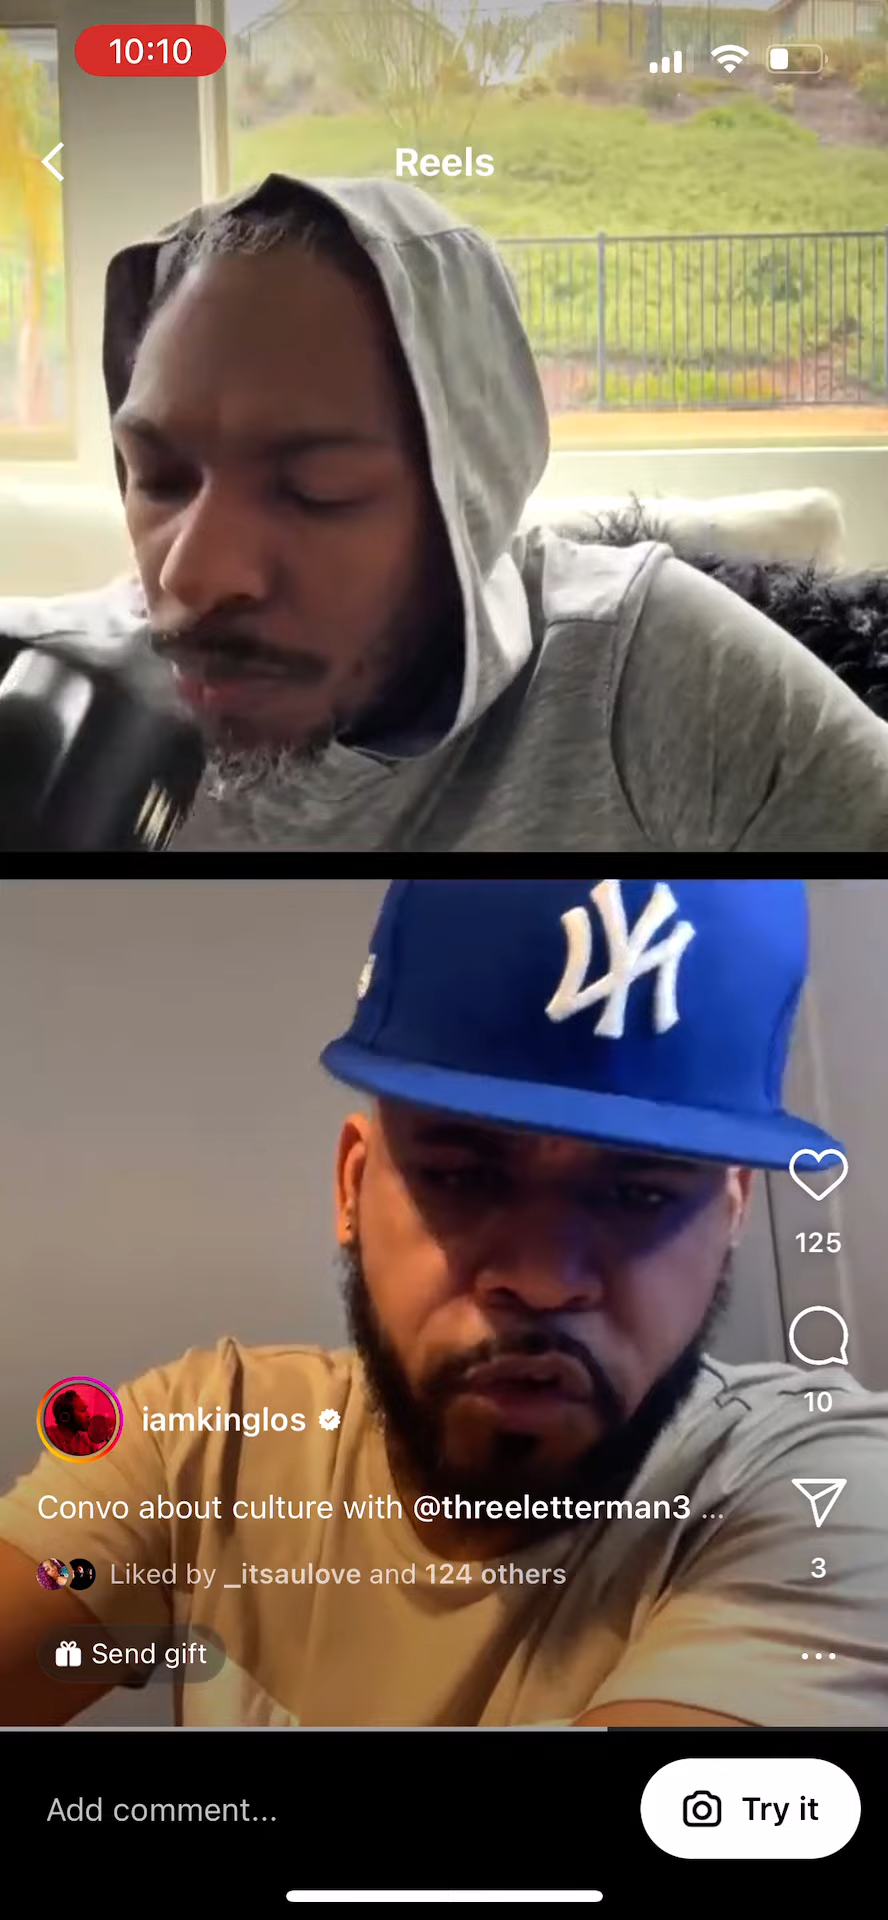 10:10
Reels
NY
125
10
iamkinglos
Convo about culture with @threeletterman3 ...
Liked by _itsaulove and 124 others
3
Send gift
Add comment...
Try it